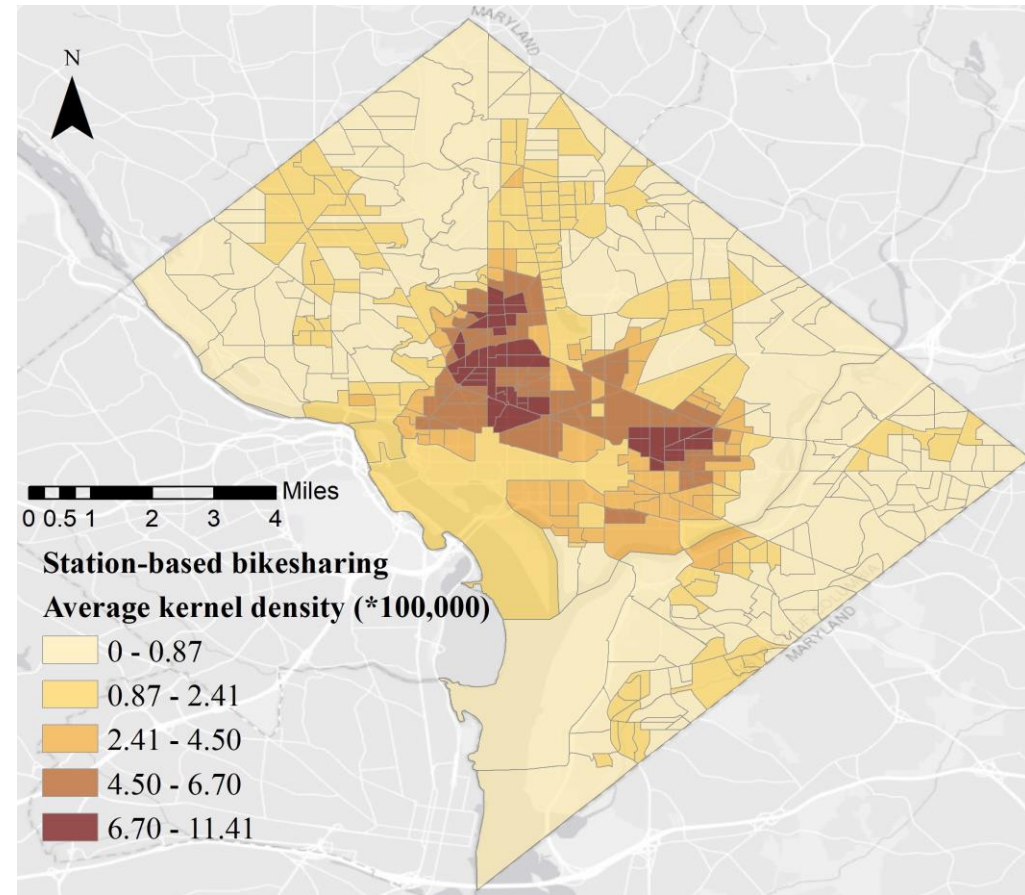 MARYLAND
N
Miles
0 0.5 1 2 3 4
Station-based bikesharing
Average kernel density (*100,000)
0 - 0.87
0.87 - 2.41
2.41 - 4.50
4.50 - 6.70
6.70 - 11.41
MARYLAND